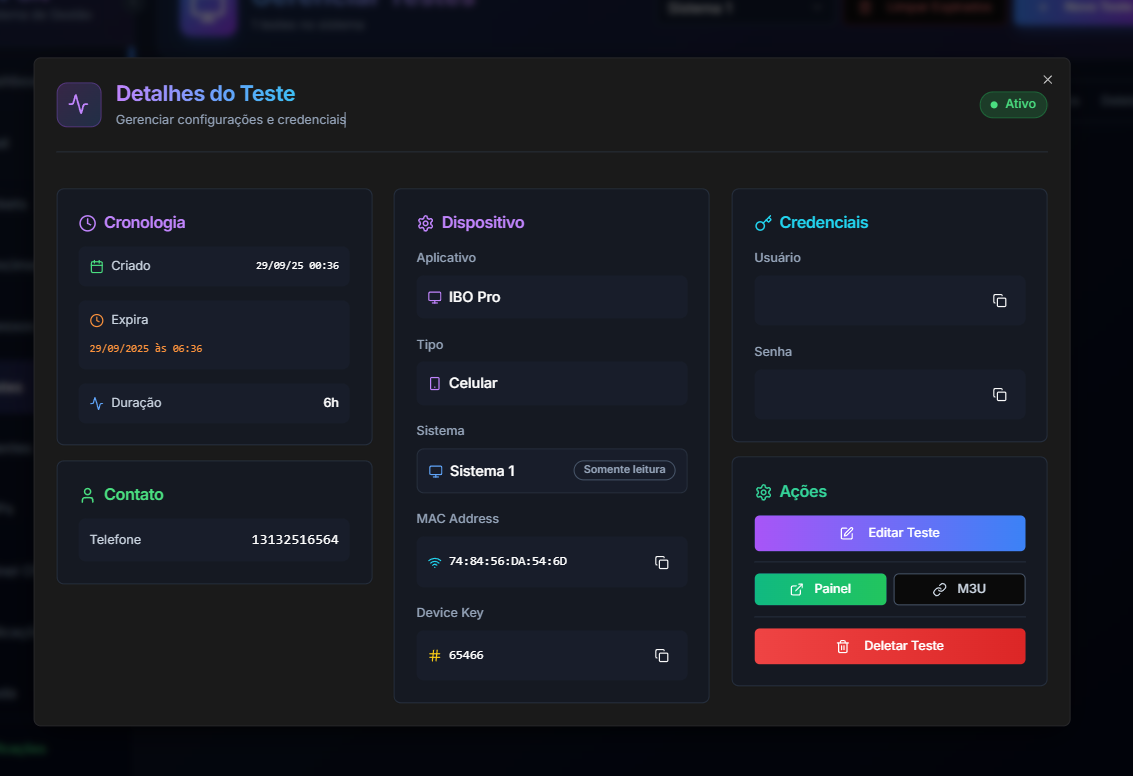 Detalhes do Teste
Gerenciar configurações e credenciais
Ativo
Cronologia
Criado 29/09/25 00:36
Expira
29/09/2025 às 06:36
Duração 6h
Contato
Telefone 13132516564
Dispositivo
Aplicativo
IBO Pro
Tipo
Celular
Sistema
Sistema 1 Somente leitura
MAC Address
74:84:56:DA:54:6D
Device Key
65466
Credenciais
Usuário
Senha
Ações
Editar Teste
Painel M3U
Deletar Teste